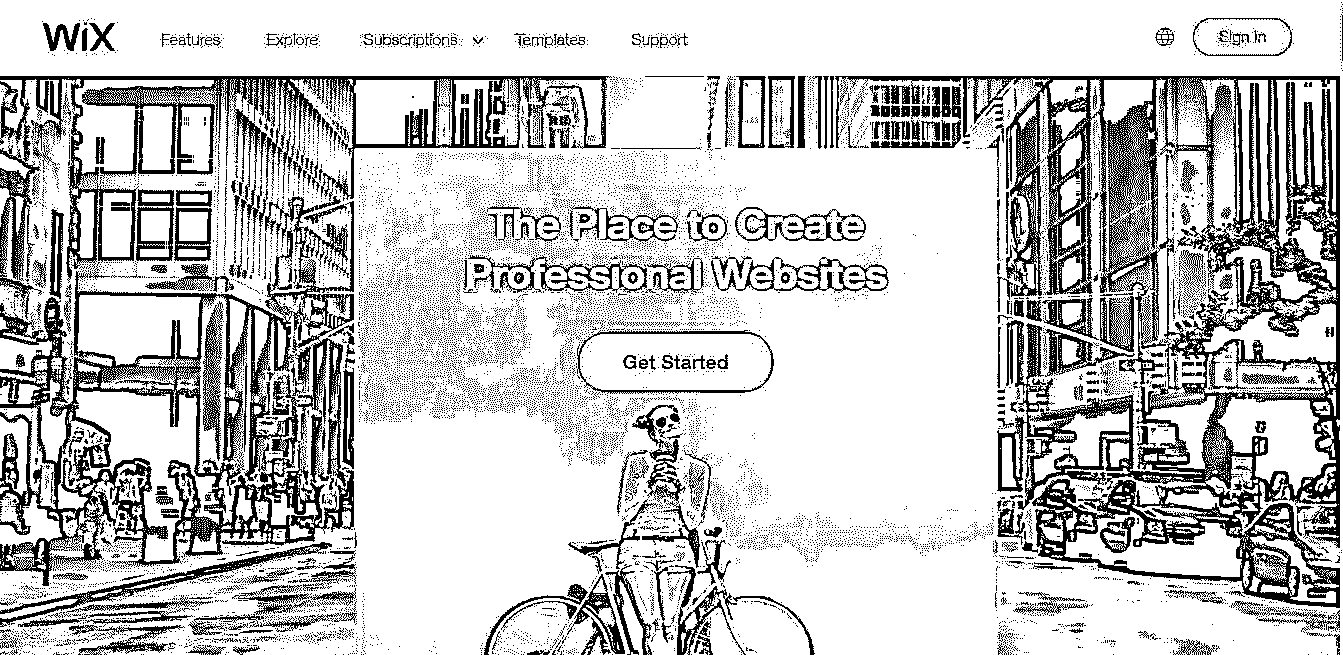 WiX
Features
Explore
Subscriptions
Templates
Support
Sign In
The Place to Create
Professional Websites
Get Started